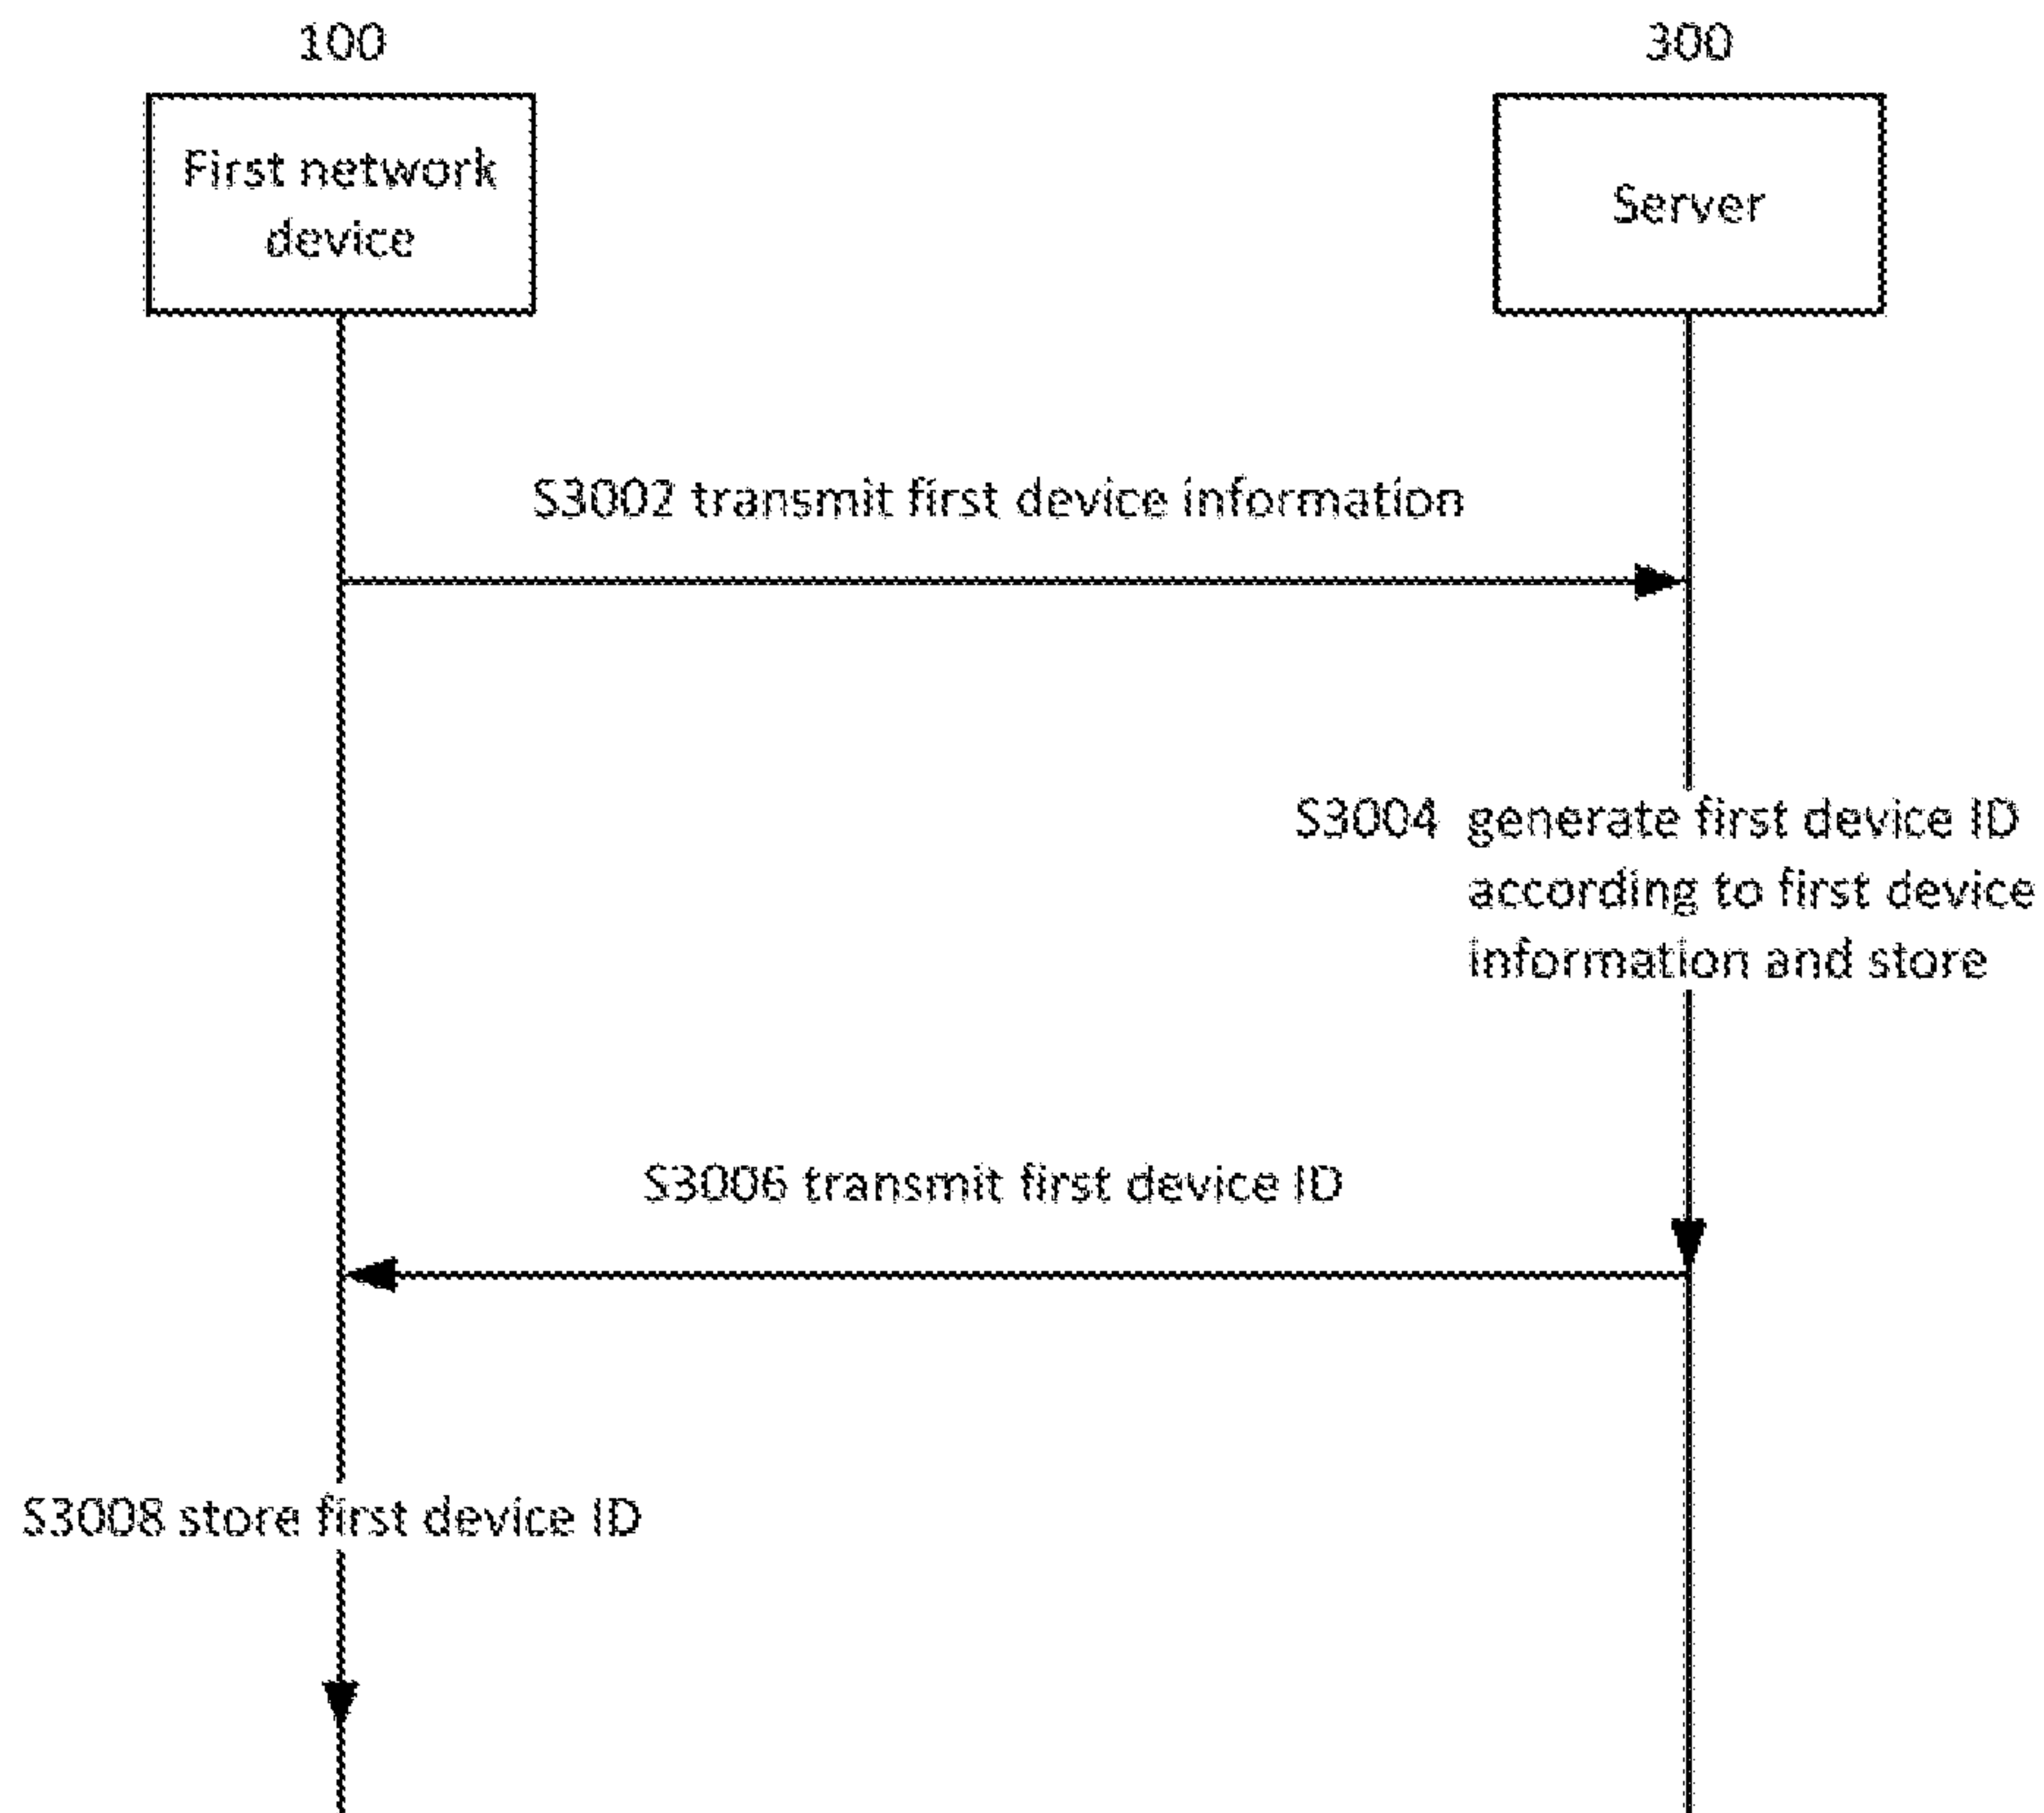 100
300
First network
device
Server
S3002 transmit first device information
S3004 generate first device ID
according to first device
information and store
S3006 transmit first device ID
S3008 store first device ID